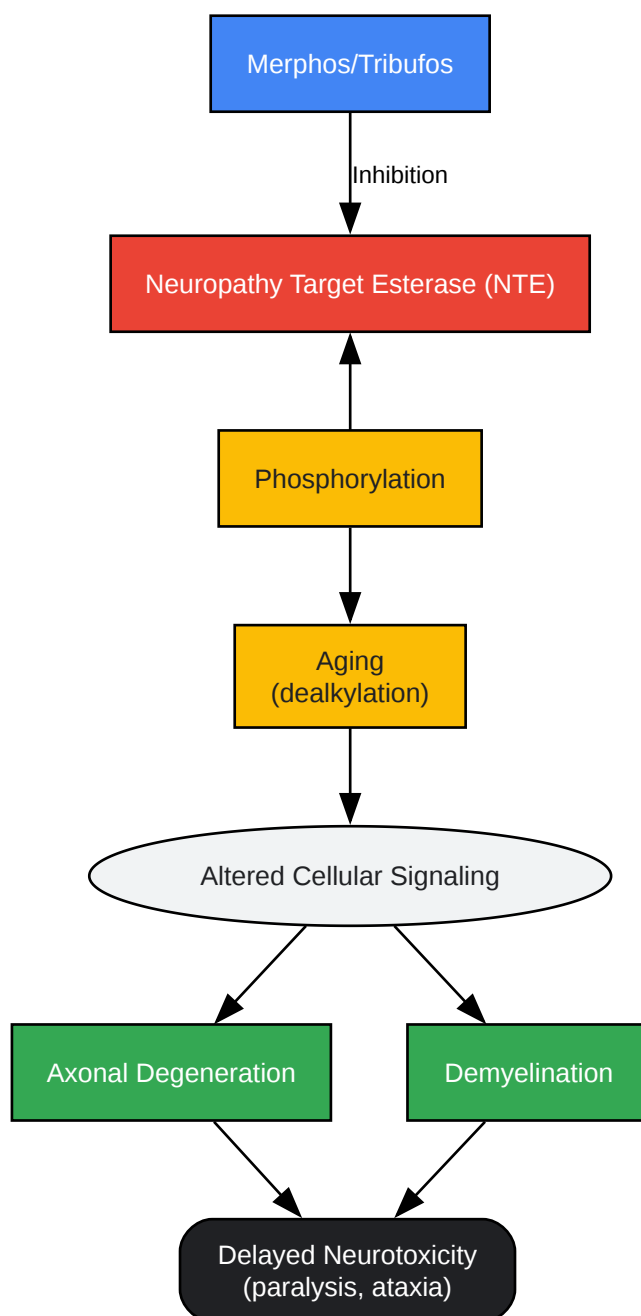 Merphos/Tribufos
Inhibition
Neuropathy Target Esterase (NTE)
Phosphorylation
Aging
(dealkylation)
Altered Cellular Signaling
Axonal Degeneration
Demyelination
Delayed Neurotoxicity
(paralysis, ataxia)